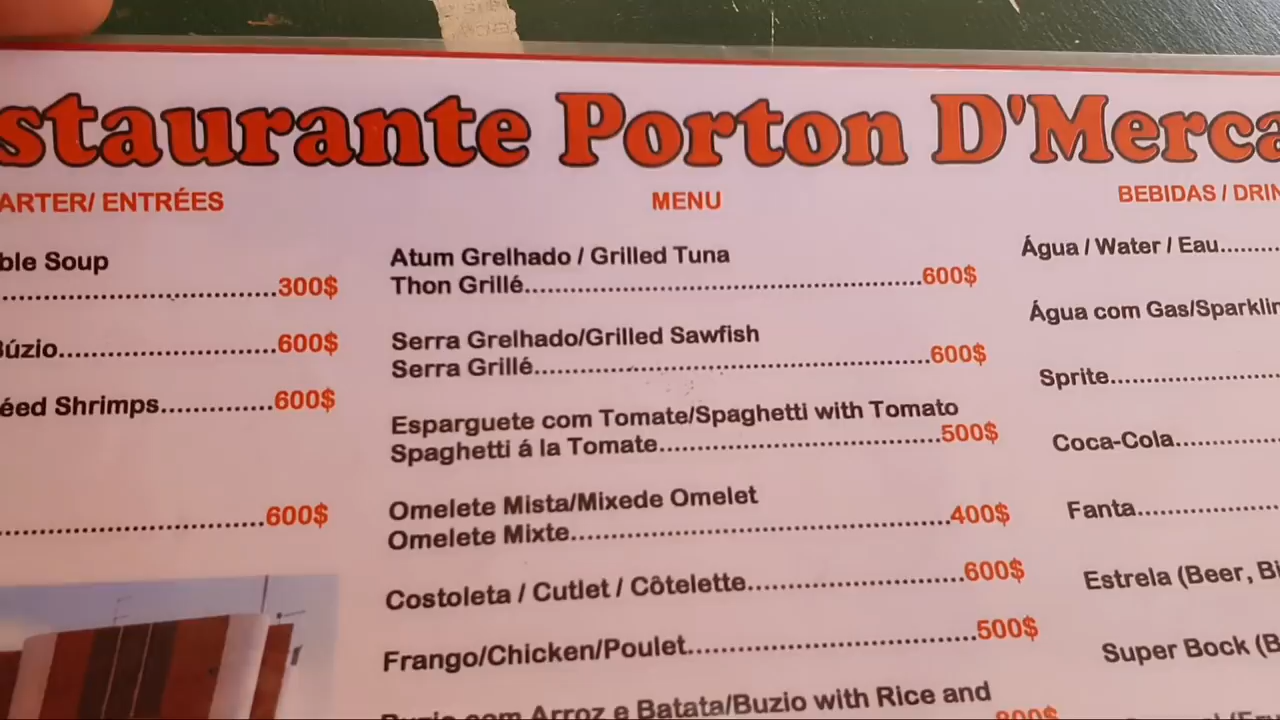 staurante Porton D'Merca
ARTER/ ENTRÉES
ble Soup
300$
Búzio 600$
éed Shrimps 600$
600$
MENU
Atum Grelhado / Grilled Tuna
Thon Grillé 600$
Serra Grelhado/Grilled Sawfish
Serra Grillé 600$
Esparguete com Tomate/Spaghetti with Tomato
Spaghetti á la Tomate 500$
Omelete Mista/Mixede Omelet
Omelete Mixte 400$
Costoleta / Cutlet / Côtelette 600$
Frango/Chicken/Poulet 500$
Buzio com Arroz e Batata/Buzio with Rice and
800$
BEBIDAS / DRIN
Água / Water / Eau
Água com Gas/Sparklin
Sprite
Coca-Cola
Fanta
Estrela (Beer, Bi
Super Bock (B